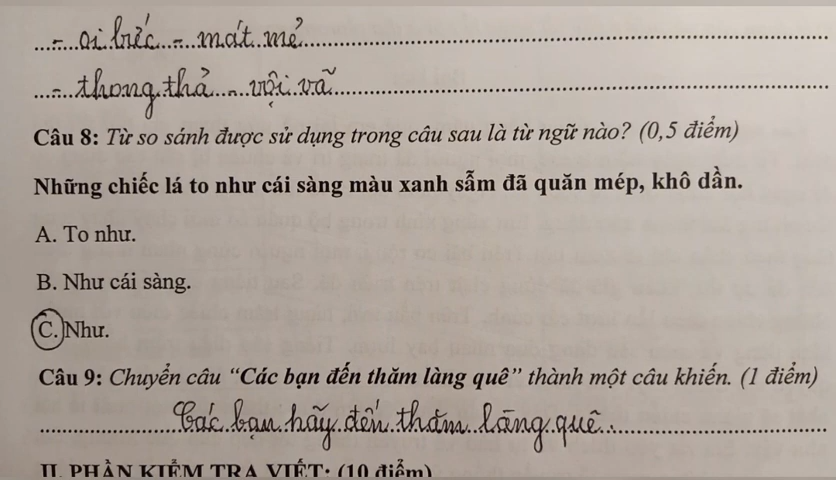 - oi bức - mát mẻ
- thong thả - vội vã
Câu 8: Từ so sánh được sử dụng trong câu sau là từ ngữ nào? (0,5 điểm)
Những chiếc lá to như cái sàng màu xanh sẫm đã quăn mép, khô dần.
A. To như.
B. Như cái sàng.
C. Như.
Câu 9: Chuyển câu “Các bạn đến thăm làng quê” thành một câu khiến. (1 điểm)
Các bạn hãy đến thăm làng quê.
II. PHẦN KIỂM TRA VIẾT: (10 điểm)